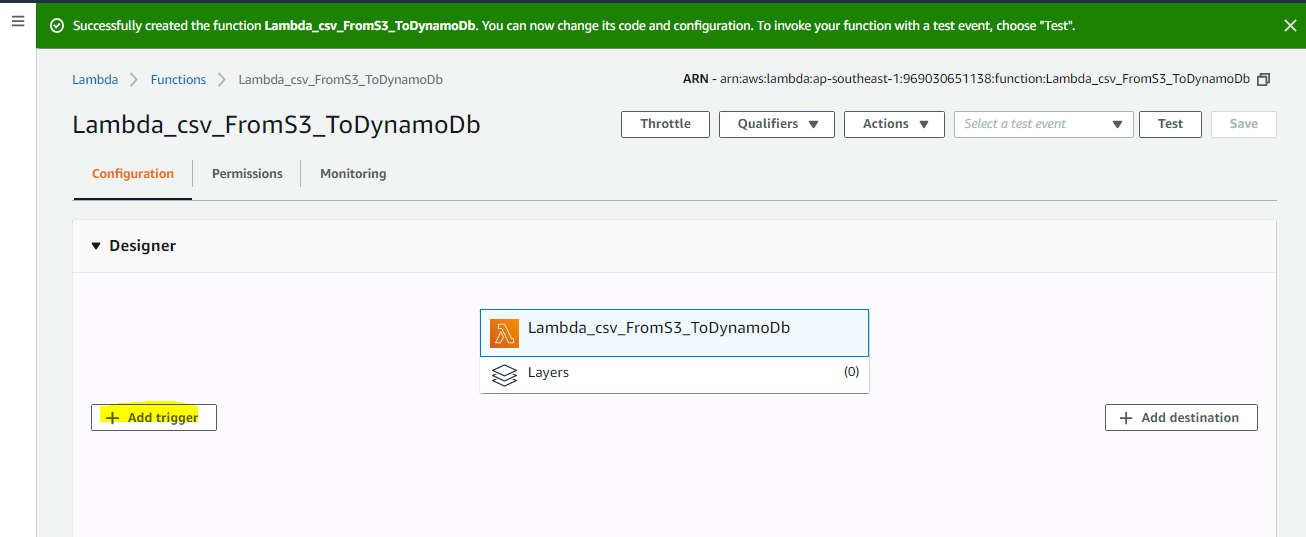 Successfully created the function Lambda_csv_FromS3_ToDynamoDb. You can now change its code and configuration. To invoke your function with a test event, choose "Test".
Lambda > Functions > Lambda_csv_FromS3_ToDynamoDb
ARN - arn:aws:lambda:ap-southeast-1:969030651138:function:Lambda_csv_FromS3_ToDynamoDb
Lambda_csv_FromS3_ToDynamoDb
Throttle Qualifiers Actions Select a test event Test Save
Configuration Permissions Monitoring
Designer
Lambda_csv_FromS3_ToDynamoDb
Layers (0)
+ Add trigger + Add destination